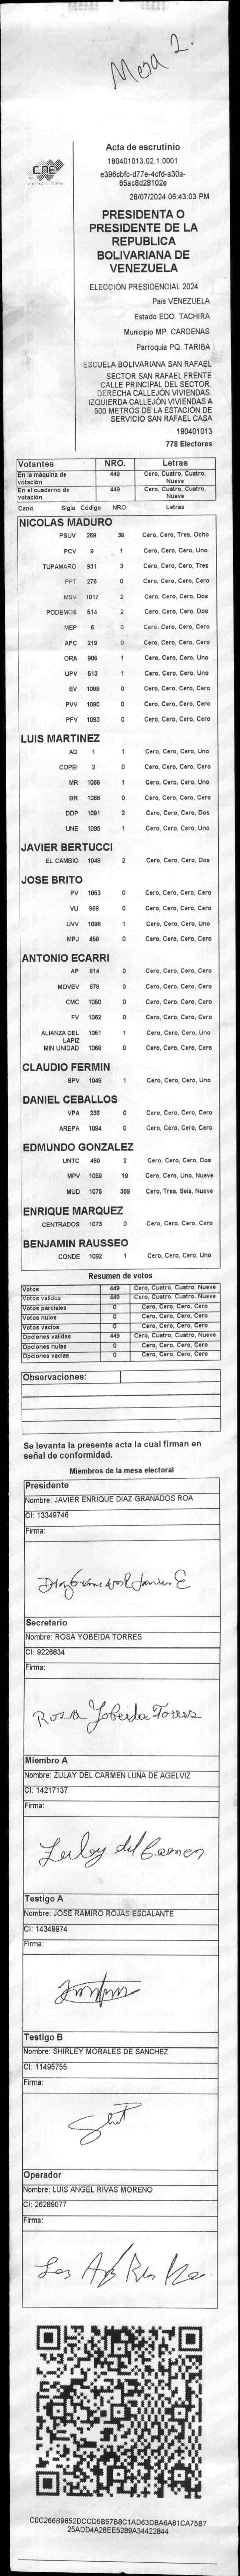 Mesa 2.
CNE
Acta de escrutinio
180401013.02.1.0001
e396cbfc-d77e-4cfd-a30a-
65ac8d28102e
28/07/2024 06:43:03 PM
PRESIDENTA O
PRESIDENTE DE LA
REPUBLICA
BOLIVARIANA DE
VENEZUELA
ELECCIÓN PRESIDENCIAL 2024
País VENEZUELA
Estado EDO. TACHIRA
Municipio MP. CARDENAS
Parroquia PQ. TARIBA
ESCUELA BOLIVARIANA SAN RAFAEL
SECTOR SAN RAFAEL FRENTE
CALLE PRINCIPAL DEL SECTOR.
DERECHA CALLEJÓN VIVIENDAS.
IZQUIERDA CALLEJÓN VIVIENDAS A
500 METROS DE LA ESTACIÓN DE
SERVICIO SAN RAFAEL CASA
180401013
778 Electores
Votantes NRO. Letras
En la máquina de votación 449 Cero, Cuatro, Cuatro, Nueve
En el cuaderno de votación 449 Cero, Cuatro, Cuatro, Nueve
Cand. Sigla Código NRO. Letras
NICOLAS MADURO
PSUV 269 38 Cero, Cero, Tres, Ocho
PCV 9 1 Cero, Cero, Cero, Uno
TUPAMARO 931 3 Cero, Cero, Cero, Tres
PPT 276 0 Cero, Cero, Cero, Cero
MSV 1017 2 Cero, Cero, Cero, Dos
PODEMOS 514 2 Cero, Cero, Cero, Dos
MEP 6 0 Cero, Cero, Cero, Cero
APC 219 0 Cero, Cero, Cero, Cero
ORA 906 1 Cero, Cero, Cero, Uno
UPV 513 1 Cero, Cero, Cero, Uno
EV 1089 0 Cero, Cero, Cero, Cero
PVV 1090 0 Cero, Cero, Cero, Cero
PFV 1093 0 Cero, Cero, Cero, Cero
LUIS MARTINEZ
AD 1 1 Cero, Cero, Cero, Uno
COPEI 2 0 Cero, Cero, Cero, Cero
MR 1065 1 Cero, Cero, Cero, Uno
BR 1066 0 Cero, Cero, Cero, Cero
DDP 1091 2 Cero, Cero, Cero, Dos
UNE 1095 1 Cero, Cero, Cero, Uno
JAVIER BERTUCCI
EL CAMBIO 1048 2 Cero, Cero, Cero, Dos
JOSE BRITO
PV 1053 0 Cero, Cero, Cero, Cero
VU 968 0 Cero, Cero, Cero, Cero
UVV 1096 1 Cero, Cero, Cero, Uno
MPJ 458 0 Cero, Cero, Cero, Cero
ANTONIO ECARRI
AP 814 0 Cero, Cero, Cero, Cero
MOVEV 878 0 Cero, Cero, Cero, Cero
CMC 1050 0 Cero, Cero, Cero, Cero
FV 1062 0 Cero, Cero, Cero, Cero
ALIANZA DEL LAPIZ 1051 1 Cero, Cero, Cero, Uno
MIN UNIDAD 1069 0 Cero, Cero, Cero, Cero
CLAUDIO FERMIN
SPV 1049 1 Cero, Cero, Cero, Uno
DANIEL CEBALLOS
VPA 236 0 Cero, Cero, Cero, Cero
AREPA 1094 0 Cero, Cero, Cero, Cero
EDMUNDO GONZALEZ
UNTC 460 2 Cero, Cero, Cero, Dos
MPV 1059 19 Cero, Cero, Uno, Nueve
MUD 1075 369 Cero, Tres, Seis, Nueve
ENRIQUE MARQUEZ
CENTRADOS 1073 0 Cero, Cero, Cero, Cero
BENJAMIN RAUSSEO
CONDE 1092 1 Cero, Cero, Cero, Uno
Resumen de votos
Votos 449 Cero, Cuatro, Cuatro, Nueve
Votos validos 449 Cero, Cuatro, Cuatro, Nueve
Votos parciales 0 Cero, Cero, Cero, Cero
Votos nulos 0 Cero, Cero, Cero, Cero
Votos vacios 0 Cero, Cero, Cero, Cero
Opciones validas 449 Cero, Cuatro, Cuatro, Nueve
Opciones nulas 0 Cero, Cero, Cero, Cero
Opciones vacias 0 Cero, Cero, Cero, Cero
Observaciones:
Se levanta la presente acta la cual firman en
señal de conformidad.
Miembros de la mesa electoral
Presidente
Nombre: JAVIER ENRIQUE DIAZ GRANADOS ROA
CI: 13349746
Firma:
Secretario
Nombre: ROSA YOBEIDA TORRES
CI: 9226834
Firma:
Rosa Yobeida Torres
Miembro A
Nombre: ZULAY DEL CARMEN LUNA DE AGELVIZ
CI: 14217137
Firma:
del Carmen
Testigo A
Nombre: JOSE RAMIRO ROJAS ESCALANTE
CI: 14349974
Firma:
Testigo B
Nombre: SHIRLEY MORALES DE SANCHEZ
CI: 11495755
Firma:
Operador
Nombre: LUIS ANGEL RIVAS MORENO
CI: 26289077
Firma:
C0C266B9852DCCD5B57B8C1AD63DBA6A81CA75B7
25ADD4A28EE5289A34422844